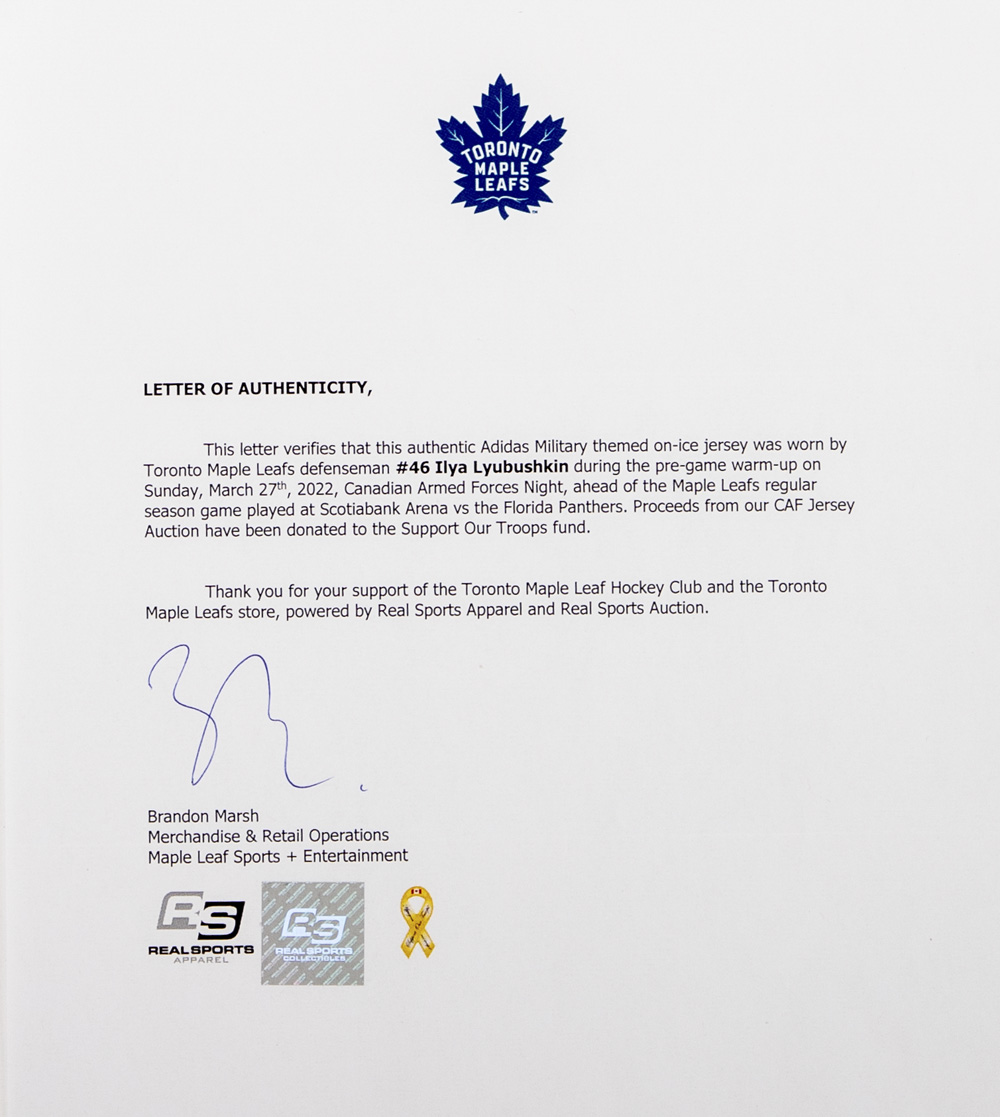 TORONTO
MAPLE
LEAFS
TM
LETTER OF AUTHENTICITY,
This letter verifies that this authentic Adidas Military themed on-ice jersey was worn by
Toronto Maple Leafs defenseman #46 Ilya Lyubushkin during the pre-game warm-up on
Sunday, March 27th, 2022, Canadian Armed Forces Night, ahead of the Maple Leafs regular
season game played at Scotiabank Arena vs the Florida Panthers. Proceeds from our CAF Jersey
Auction have been donated to the Support Our Troops fund.
Thank you for your support of the Toronto Maple Leaf Hockey Club and the Toronto
Maple Leafs store, powered by Real Sports Apparel and Real Sports Auction.
Brandon Marsh
Merchandise & Retail Operations
Maple Leaf Sports + Entertainment
RS
REALSPORTS
APPAREL
RS
REALSPORTS
COLLECTIBLES